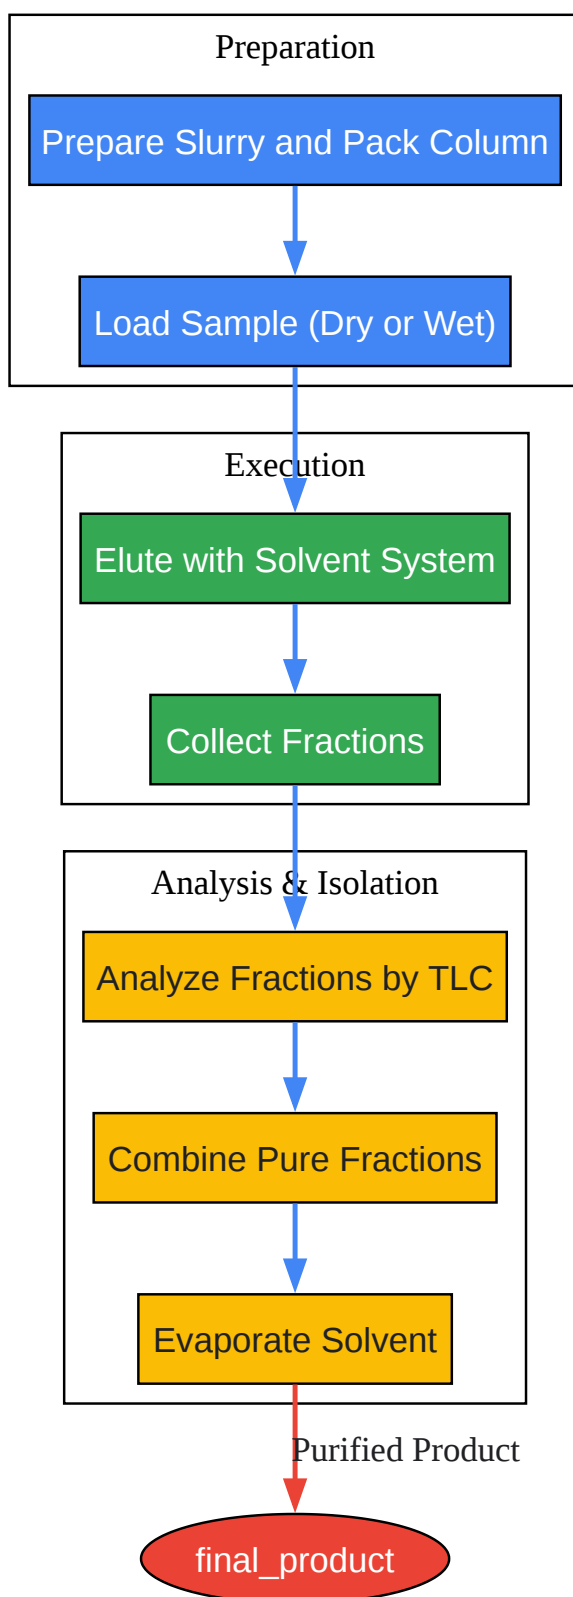 Preparation
Prepare Slurry and Pack Column
Load Sample (Dry or Wet)
Execution
Elute with Solvent System
Collect Fractions
Analysis & Isolation
Analyze Fractions by TLC
Combine Pure Fractions
Evaporate Solvent
Purified Product
final_product